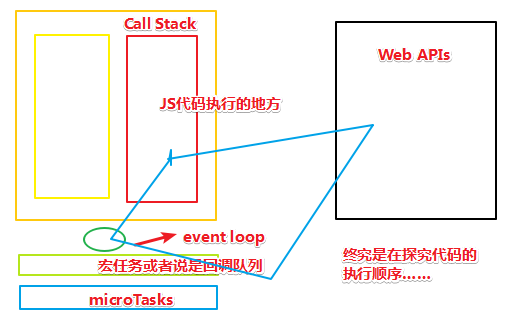 Call Stack
Web APIs
JS代码执行的地方
event loop
宏任务或者说是回调队列
终究是在探究代码的
执行顺序……
microTasks